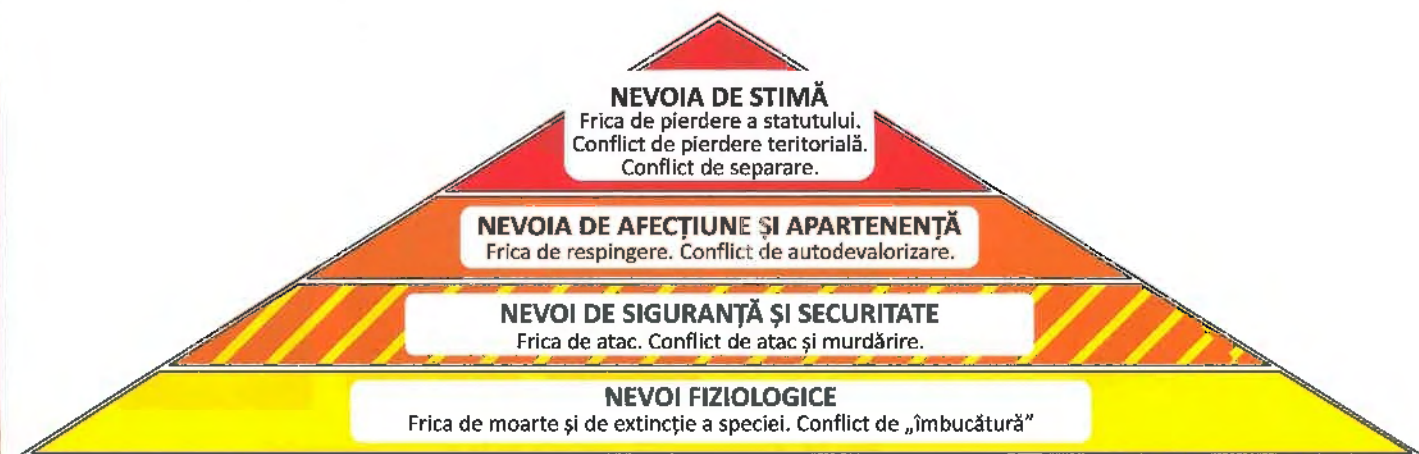 NEVOIA DE STIMĂ
Frica de pierdere a statutului.
Conflict de pierdere teritorială.
Conflict de separare.
NEVOIA DE AFECȚIUNE ȘI APARTENENȚĂ
Frica de respingere. Conflict de autodevalorizare.
NEVOI DE SIGURANȚĂ ȘI SECURITATE
Frica de atac. Conflict de atac și murdărire.
NEVOI FIZIOLOGICE
Frica de moarte și de extincție a speciei. Conflict de „îmbucătură”